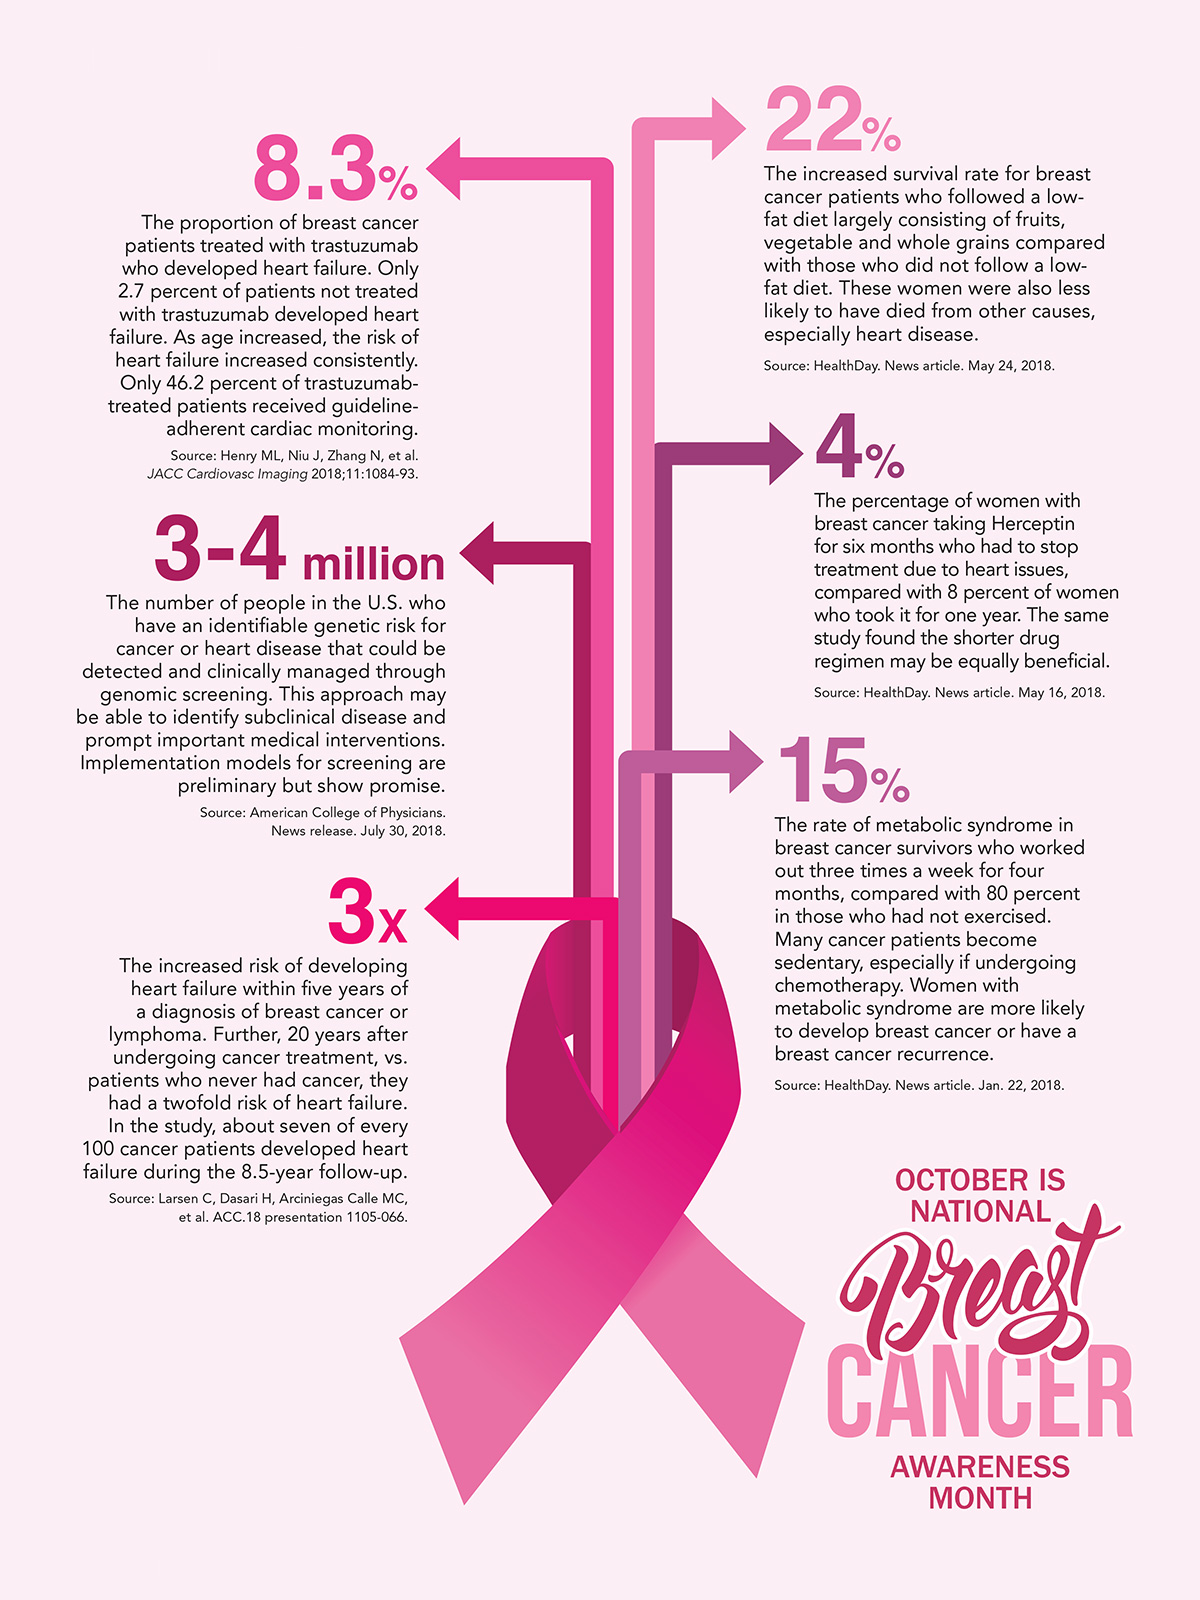 8.3%
The proportion of breast cancer
patients treated with trastuzumab
who developed heart failure. Only
2.7 percent of patients not treated
with trastuzumab developed heart
failure. As age increased, the risk of
heart failure increased consistently.
Only 46.2 percent of trastuzumab-
treated patients received guideline-
adherent cardiac monitoring.
Source: Henry ML, Niu J, Zhang N, et al.
JACC Cardiovasc Imaging 2018;11:1084-93.
3-4 million
The number of people in the U.S. who
have an identifiable genetic risk for
cancer or heart disease that could be
detected and clinically managed through
genomic screening. This approach may
be able to identify subclinical disease and
prompt important medical interventions.
Implementation models for screening are
preliminary but show promise.
Source: American College of Physicians.
News release. July 30, 2018.
3x
The increased risk of developing
heart failure within five years of
a diagnosis of breast cancer or
lymphoma. Further, 20 years after
undergoing cancer treatment, vs.
patients who never had cancer, they
had a twofold risk of heart failure.
In the study, about seven of every
100 cancer patients developed heart
failure during the 8.5-year follow-up.
Source: Larsen C, Dasari H, Arciniegas Calle MC,
et al. ACC.18 presentation 1105-066.
22%
The increased survival rate for breast
cancer patients who followed a low-
fat diet largely consisting of fruits,
vegetable and whole grains compared
with those who did not follow a low-
fat diet. These women were also less
likely to have died from other causes,
especially heart disease.
Source: HealthDay. News article. May 24, 2018.
4%
The percentage of women with
breast cancer taking Herceptin
for six months who had to stop
treatment due to heart issues,
compared with 8 percent of women
who took it for one year. The same
study found the shorter drug
regimen may be equally beneficial.
Source: HealthDay. News article. May 16, 2018.
15%
The rate of metabolic syndrome in
breast cancer survivors who worked
out three times a week for four
months, compared with 80 percent
in those who had not exercised.
Many cancer patients become
sedentary, especially if undergoing
chemotherapy. Women with
metabolic syndrome are more likely
to develop breast cancer or have a
breast cancer recurrence.
Source: HealthDay. News article. Jan. 22, 2018.
OCTOBER IS
NATIONAL
Breast
CANCER
AWARENESS
MONTH